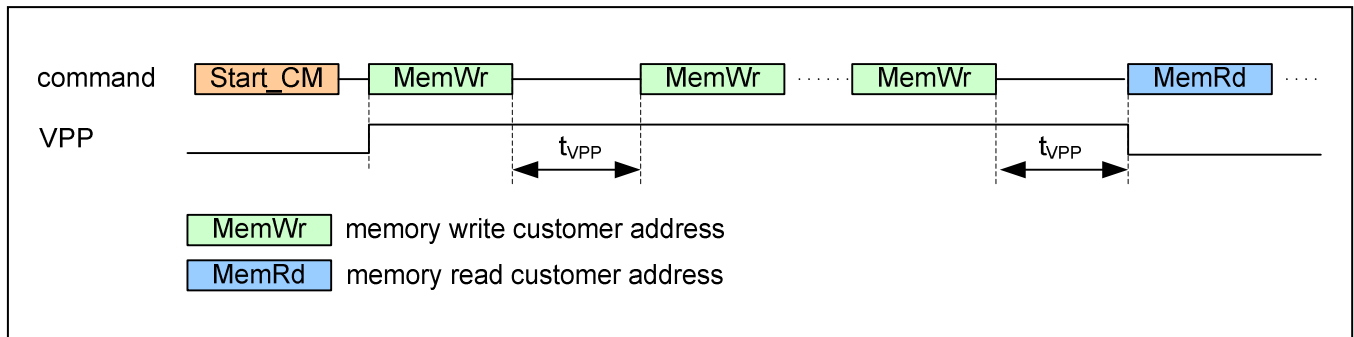 command Start_CM MemWr MemWr MemWr MemRd
VPP tVPP tVPP
MemWr memory write customer address
MemRd memory read customer address